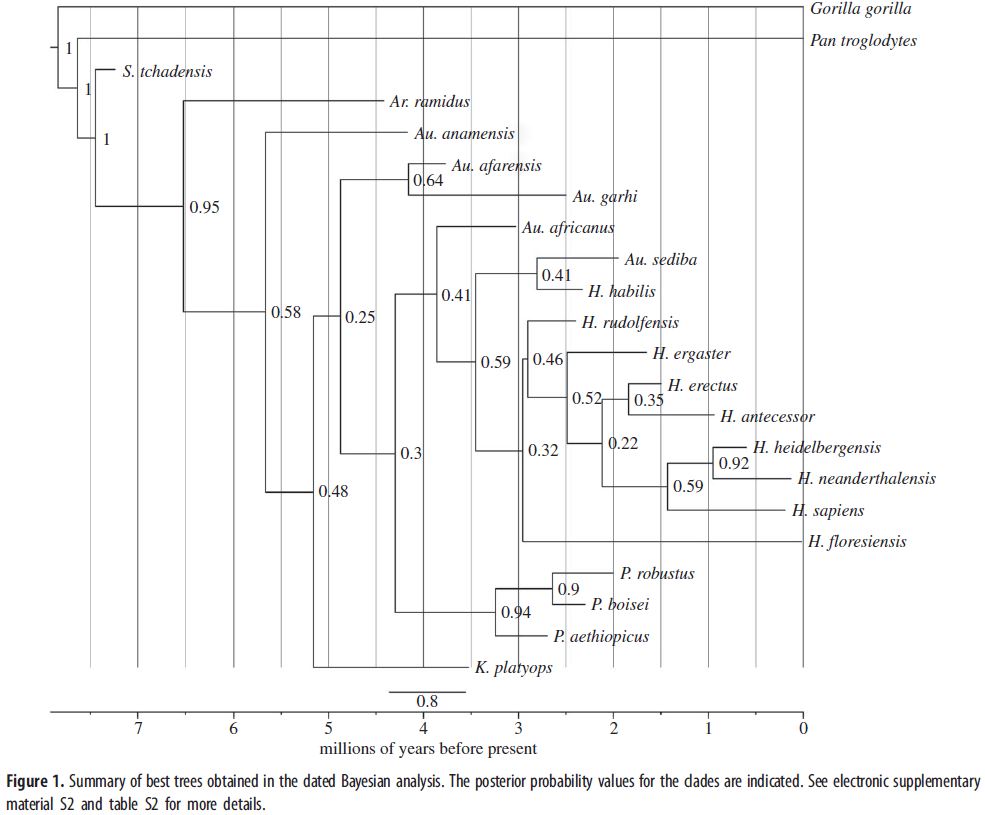 Gorilla gorilla
1
Pan troglodytes
S. tchadensis
1
Ar. ramidus
Au. anamensis
1
Au. afarensis
0.64
Au. garhi
0.95
Au. africanus
Au. sediba
0.41
H. habilis
0.41
0.58
0.25
H. rudolfensis
H. ergaster
0.46
0.59
H. erectus
0.52
0.35
H. antecessor
0.22
H. heidelbergensis
0.3
0.32
0.92
H. neanderthalensis
0.59
0.48
H. sapiens
H. floresiensis
P. robustus
0.9
P. boisei
0.94
P. aethiopicus
K. platyops
0.8
7 6 5 4 3 2 1 0
millions of years before present
Figure 1. Summary of best trees obtained in the dated Bayesian analysis. The posterior probability values for the clades are indicated. See electronic supplementary
material S2 and table S2 for more details.